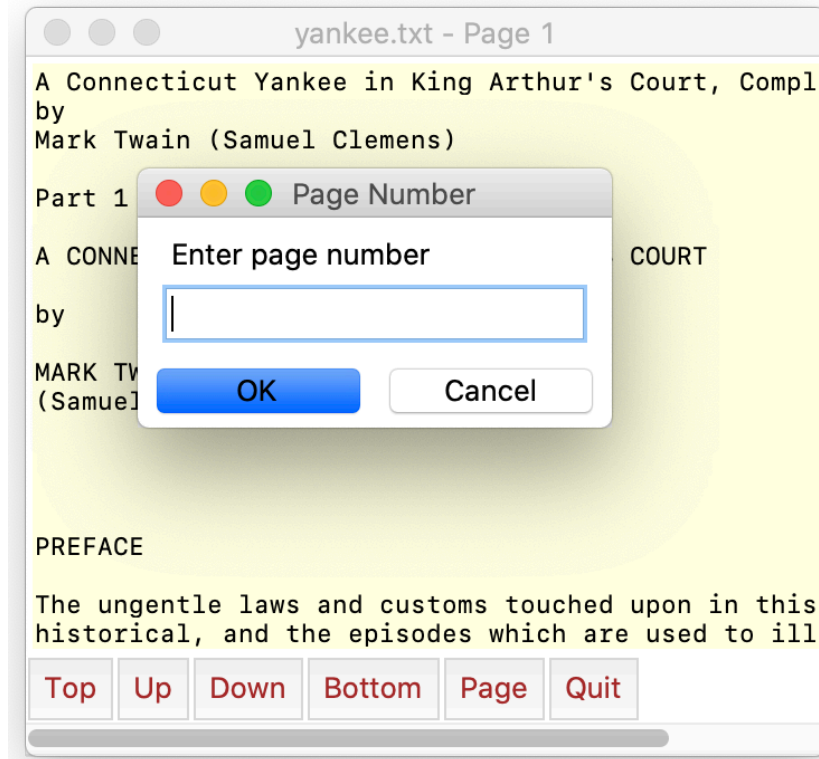 yankee.txt - Page 1
A Connecticut Yankee in King Arthur's Court, Compl
by
Mark Twain (Samuel Clemens)
Part 1
Page Number
Enter page number
A CONNE
COURT
by
MARK TW
(Samuel
OK
Cancel
PREFACE
The ungentle laws and customs touched upon in this
historical, and the episodes which are used to ill
Top Up Down Bottom Page Quit